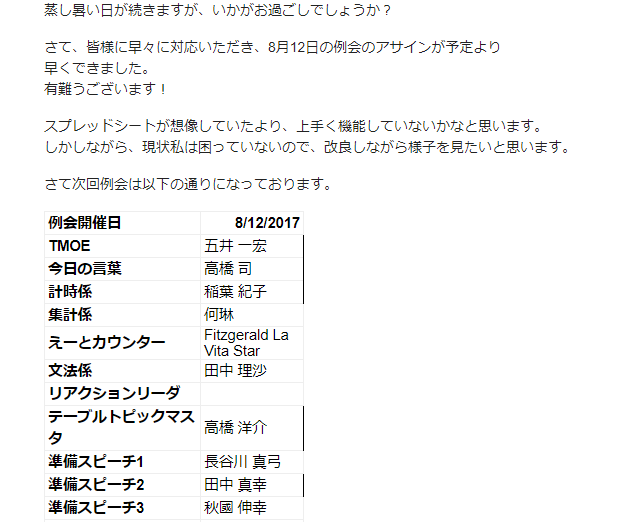 蒸し暑い日が続きますが、いかがお過ごしでしょうか？
さて、皆様に早々に対応いただき、8月12日の例会のアサインが予定より
早くできました。
有難うございます！
スプレッドシートが想像していたより、上手く機能していないかなと思います。
しかしながら、現状私は困っていないので、改良しながら様子を見たいと思います。
さて次回例会は以下の通りになっております。
例会開催日 8/12/2017
TMOE 五井 一宏
今日の言葉 高橋 司
計時係 稲葉 紀子
集計係 何琳
えーとカウンター Fitzgerald La
Vita Star
文法係 田中 理沙
リアクションリーダ
テーブルトピックマス
タ 高橋 洋介
準備スピーチ1 長谷川 真弓
準備スピーチ2 田中 真幸
準備スピーチ3 秋國 伸幸